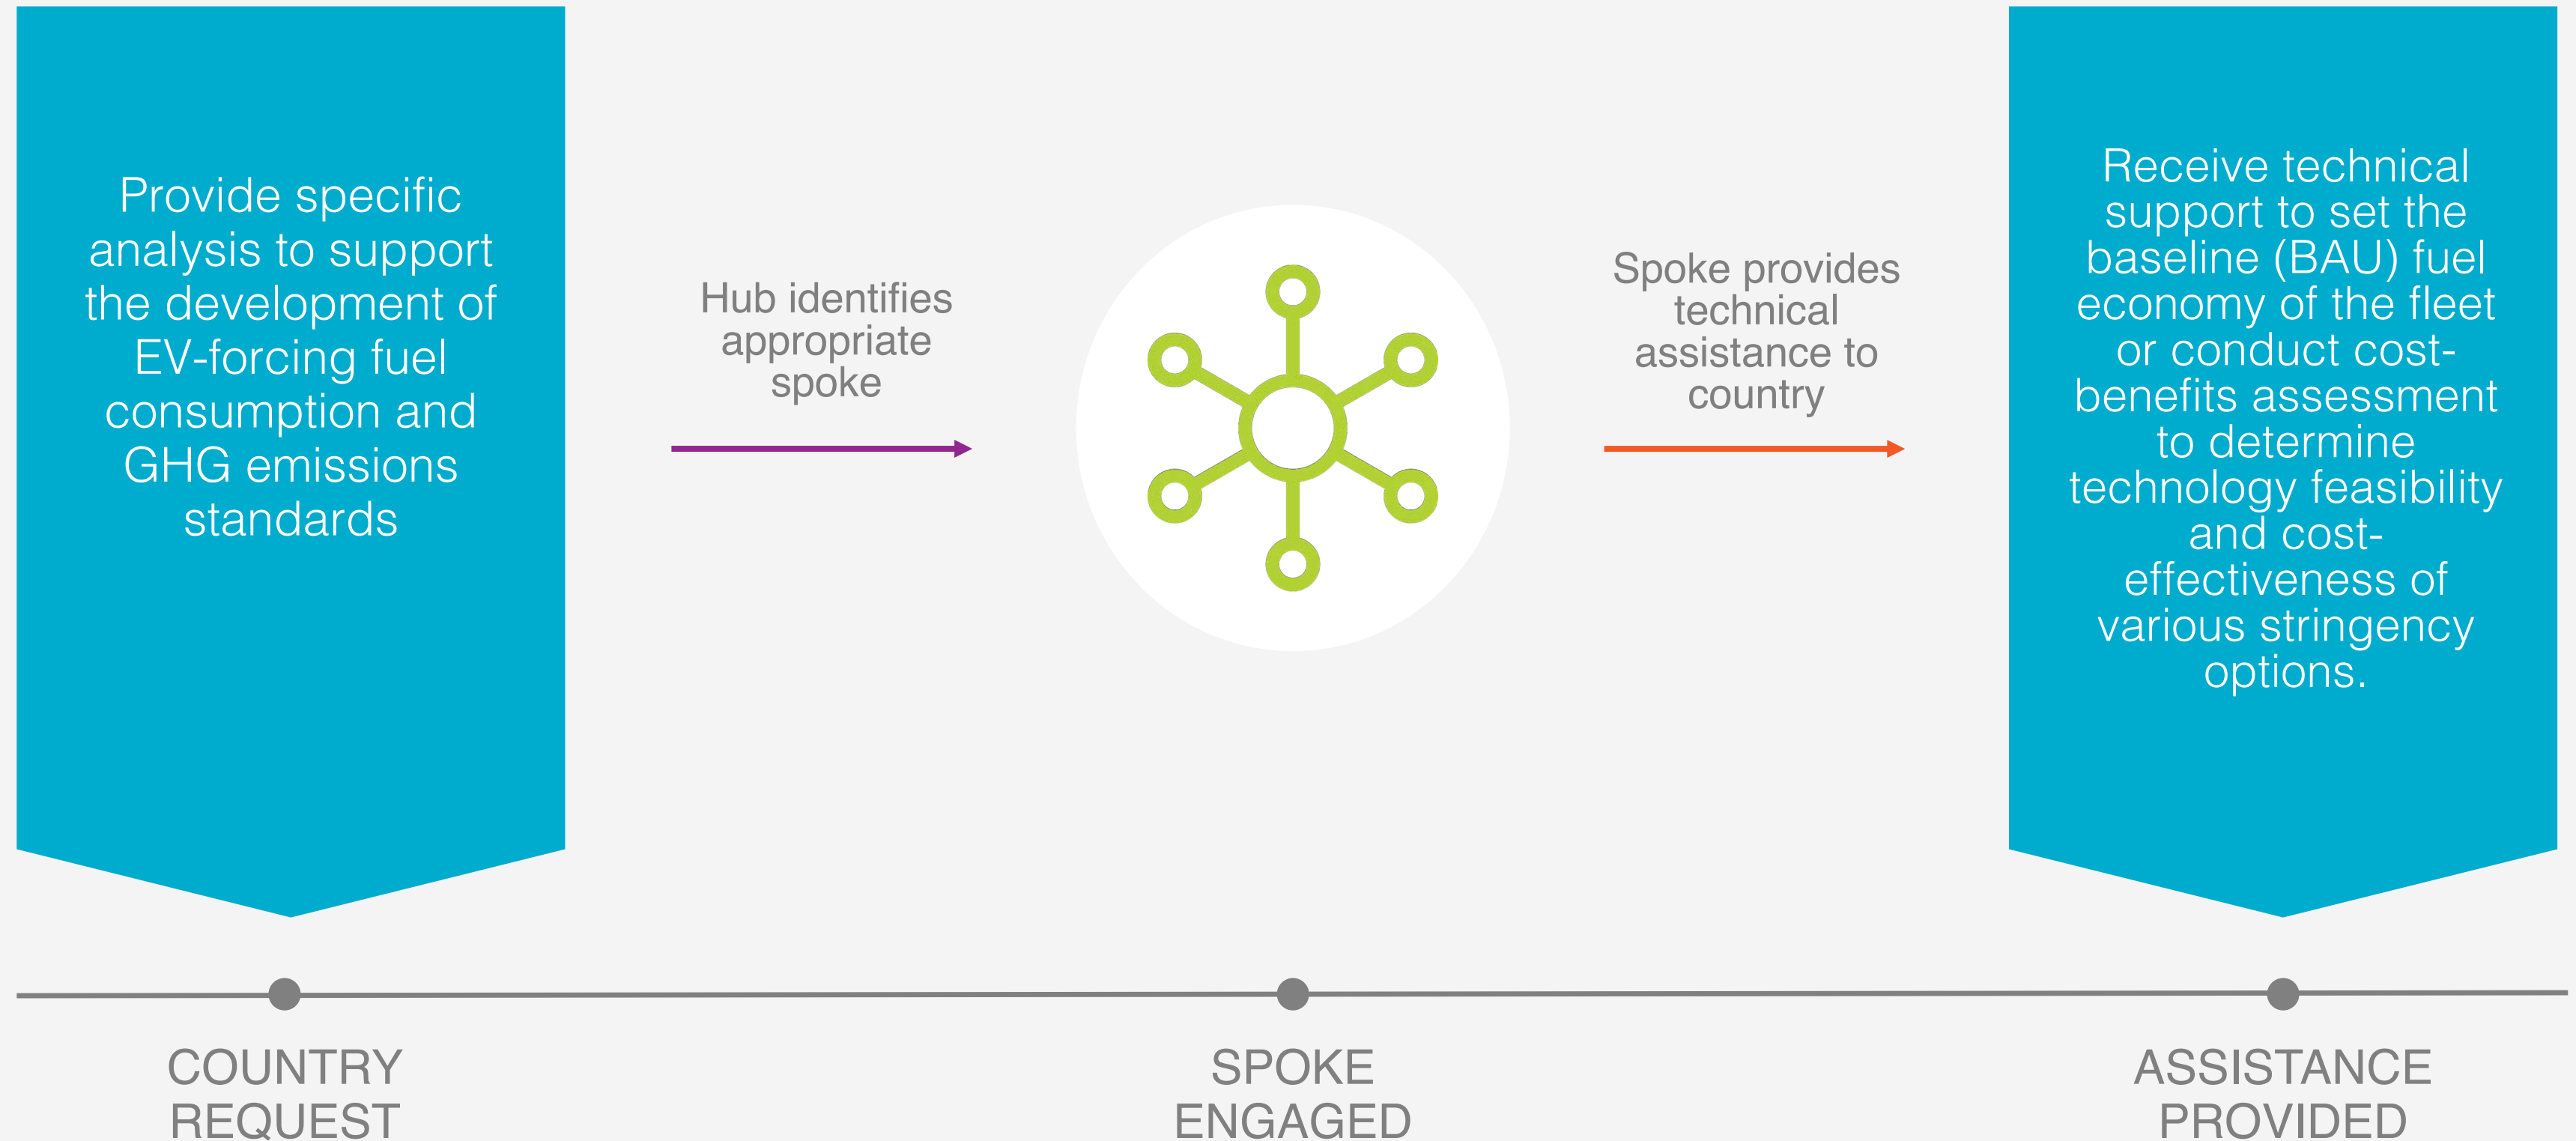 Provide specific
analysis to support
the development of
EV-forcing fuel
consumption and
GHG emissions
standards
Hub identifies
appropriate
spoke
Spoke provides
technical
assistance to
country
Receive technical
support to set the
baseline (BAU) fuel
economy of the fleet
or conduct cost-
benefits assessment
to determine
technology feasibility
and cost-
effectiveness of
various stringency
options.
COUNTRY
REQUEST
SPOKE
ENGAGED
ASSISTANCE
PROVIDED